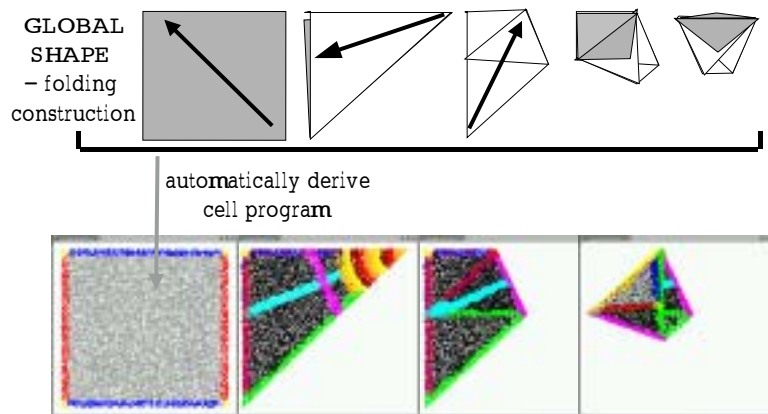 GLOBAL
SHAPE
– folding
construction
automatically derive
cell program